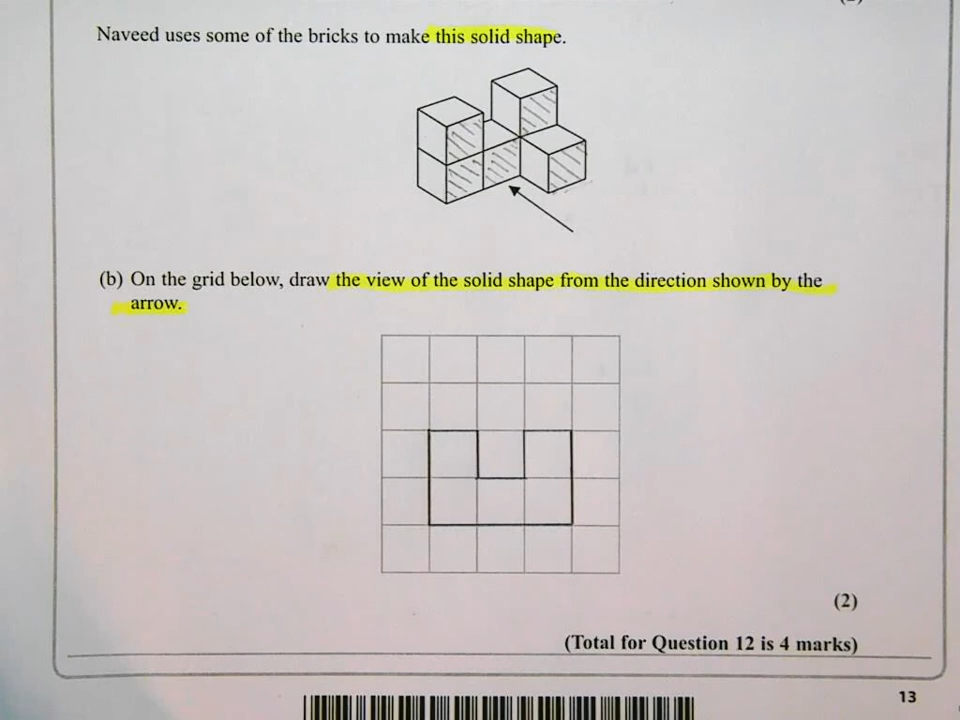 Naveed uses some of the bricks to make this solid shape.
(b) On the grid below, draw the view of the solid shape from the direction shown by the
arrow.
(2)
(Total for Question 12 is 4 marks)
13